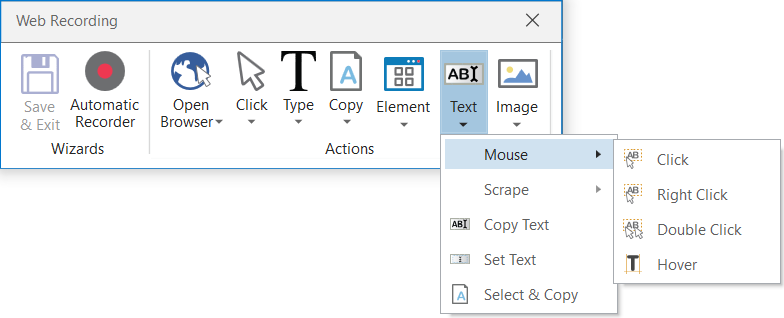 Web Recording
Save
& Exit
Automatic
Recorder
Wizards
Open
Browser
Click
Type
Copy
Element
Text
Image
Actions
Mouse
Scrape
Copy Text
Set Text
Select & Copy
Click
Right Click
Double Click
Hover